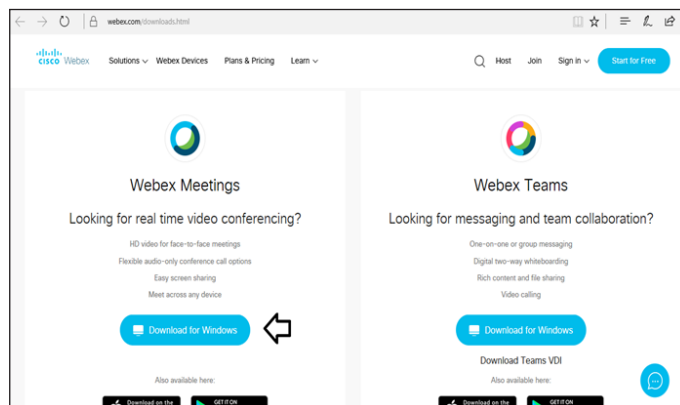 webex.com/downloads.html
CISCO Webex Solutions Webex Devices Plans & Pricing Learn Host Join Sign in Start for Free
Webex Meetings
Looking for real time video conferencing?
HD video for face-to-face meetings
Flexible audio-only conference call options
Easy screen sharing
Meet across any device
Download for Windows
Also available here:
Download on the
GET IT ON
Webex Teams
Looking for messaging and team collaboration?
One-on-one or group messaging
Digital two-way whiteboarding
Rich content and file sharing
Video calling
Download for Windows
Download Teams VDI
Also available here:
Download on the
GET IT ON